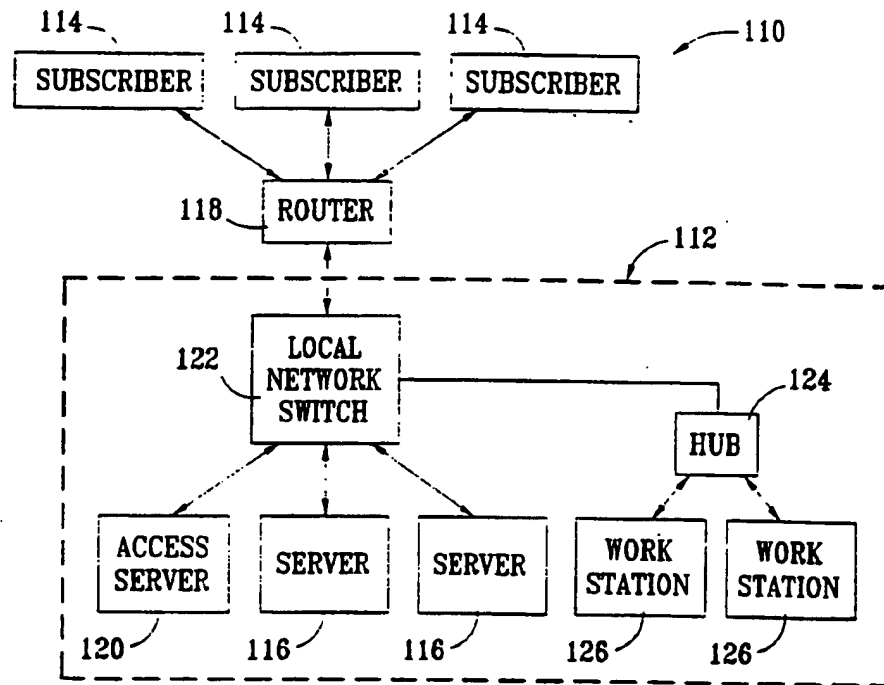 114 114 114 110
SUBSCRIBER SUBSCRIBER SUBSCRIBER
118 ROUTER
112
122 LOCAL NETWORK SWITCH
124
HUB
ACCESS SERVER
SERVER
SERVER
WORK STATION
WORK STATION
120 116 116 126 126